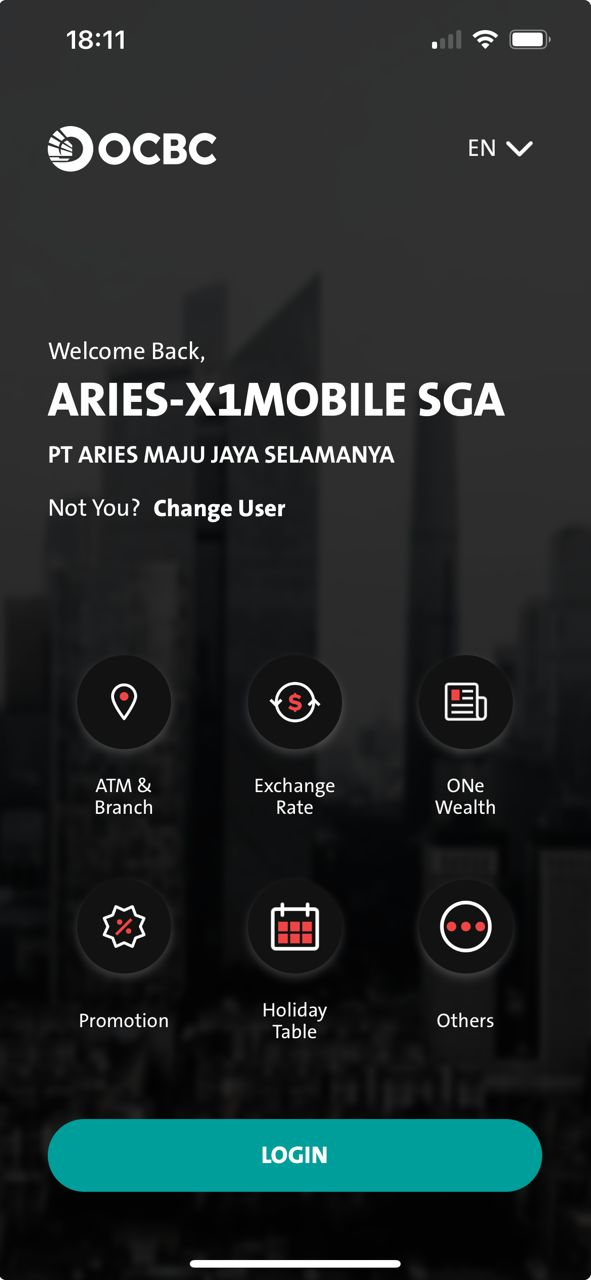 18:11
OCBC
EN
Welcome Back,
ARIES-X1MOBILE SGA
PT ARIES MAJU JAYA SELAMANYA
Not You? Change User
ATM &
Branch
Exchange
Rate
ONe
Wealth
Promotion
Holiday
Table
Others
LOGIN